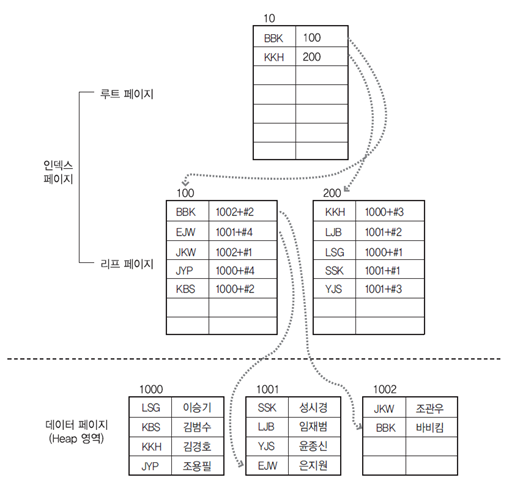 10
BBK 100
KKH 200
루트 페이지
인덱스
페이지
리프 페이지
100
BBK 1002+#2
EJW 1001+#4
JKW 1002+#1
JYP 1000+#4
KBS 1000+#2
200
KKH 1000+#3
LJB 1001+#2
LSG 1000+#1
SSK 1001+#1
YJS 1001+#3
데이터 페이지
(Heap 영역)
1000
LSG 이승기
KBS 김범수
KKH 김경호
JYP 조용필
1001
SSK 성시경
LJB 임재범
YJS 윤종신
EJW 은지원
1002
JKW 조관우
BBK 바비킴